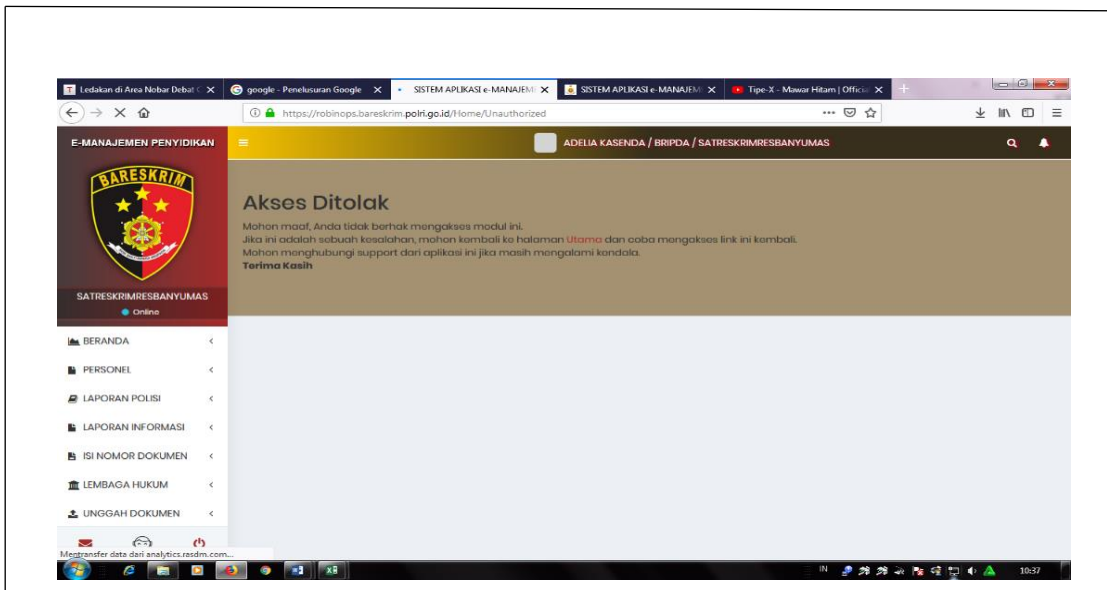 Ledakan di Area Nobar Debat C
google - Penelusuran Google
SISTEM APLIKASI e-MANAJEM
SISTEM APLIKASI e-MANAJEM
Tipe-X - Mawar Hitam | Offici
https://robinops.bareskrim.polri.go.id/Home/Unauthorized
E-MANAJEMEN PENYIDIKAN
ADELIA KASENDA / BRIPDA / SATRESKRIMRESBANYUMAS
BARESKRIM
SATRESKRIMRESBANYUMAS
Online
Akses Ditolak
Mohon maaf, Anda tidak berhak mengakses modul ini.
Jika ini adalah sebuah kesalahan, mohon kembali ke halaman Utama dan coba mengakses link ini kembali.
Mohon menghubungi support dari aplikasi ini jika masih mengalami kendala.
Terima Kasih
BERANDA
PERSONEL
LAPORAN POLISI
LAPORAN INFORMASI
ISI NOMOR DOKUMEN
LEMBAGA HUKUM
UNGGAH DOKUMEN
Mentransfer data dari analytics.rasdm.com...
IN
10:37